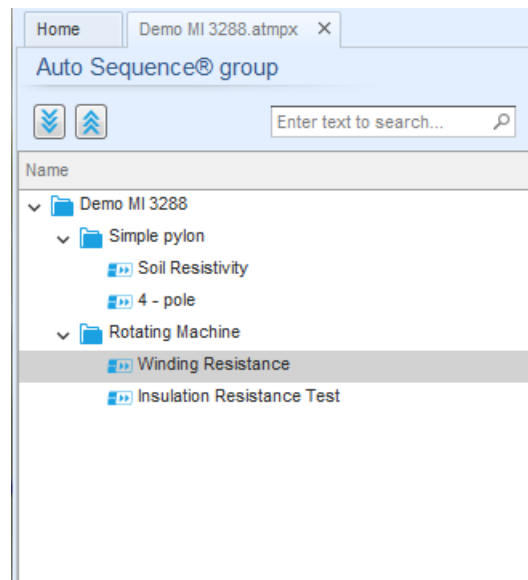 Home Demo MI 3288.atmpx
Auto Sequence® group
Enter text to search...
Name
Demo MI 3288
Simple pylon
Soil Resistivity
4 - pole
Rotating Machine
Winding Resistance
Insulation Resistance Test